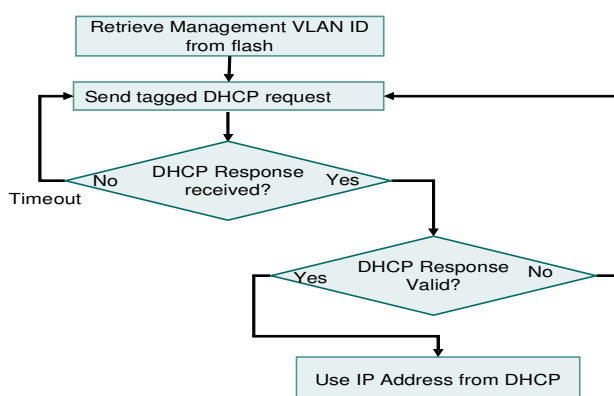 Retrieve Management VLAN ID
from flash
Send tagged DHCP request
DHCP Response
received?
No
Yes
Timeout
DHCP Response
Valid?
Yes
No
Use IP Address from DHCP